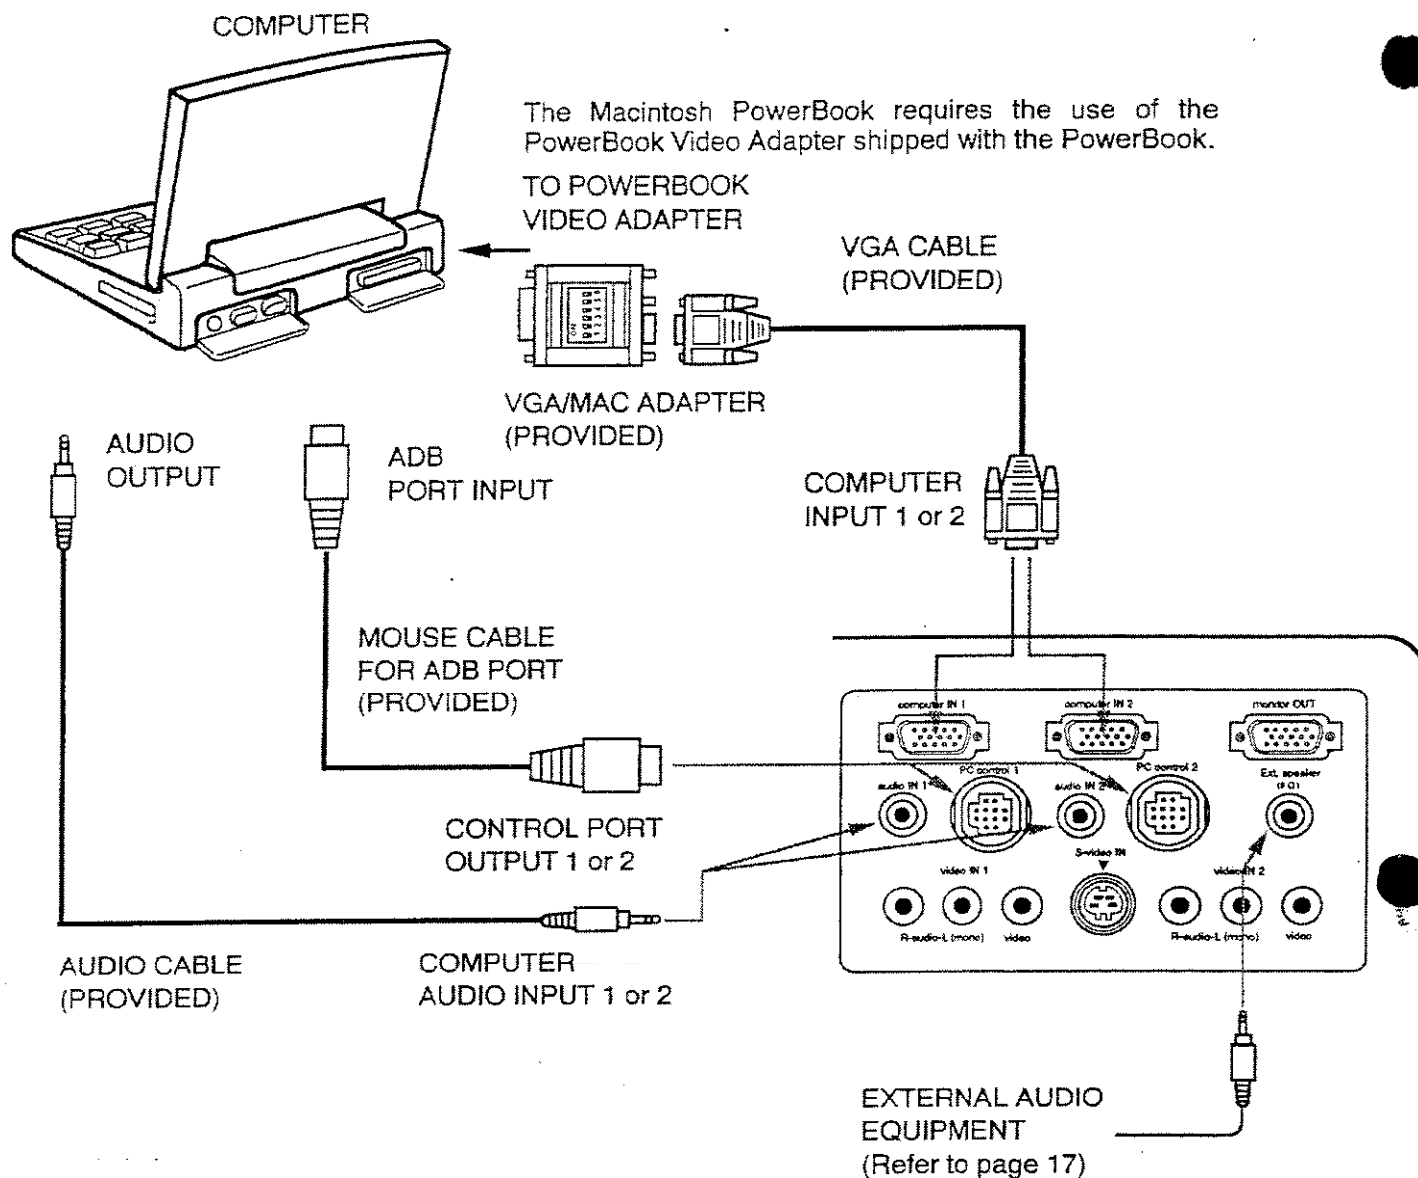 COMPUTER
The Macintosh PowerBook requires the use of the
PowerBook Video Adapter shipped with the PowerBook.
TO POWERBOOK
VIDEO ADAPTER
VGA CABLE
(PROVIDED)
VGA/MAC ADAPTER
(PROVIDED)
AUDIO
OUTPUT
ADB
PORT INPUT
COMPUTER
INPUT 1 or 2
MOUSE CABLE
FOR ADB PORT
(PROVIDED)
computer IN 1
computer IN 2
monitor OUT
PC control 1
PC control 2
audio IN 1
audio IN 2
Ext. speaker
CONTROL PORT
OUTPUT 1 or 2
S-video IN
video IN 1
video IN 2
R-audio-L (mono)
video
R-audio-L (mono)
video
AUDIO CABLE
(PROVIDED)
COMPUTER
AUDIO INPUT 1 or 2
EXTERNAL AUDIO
EQUIPMENT
(Refer to page 17)